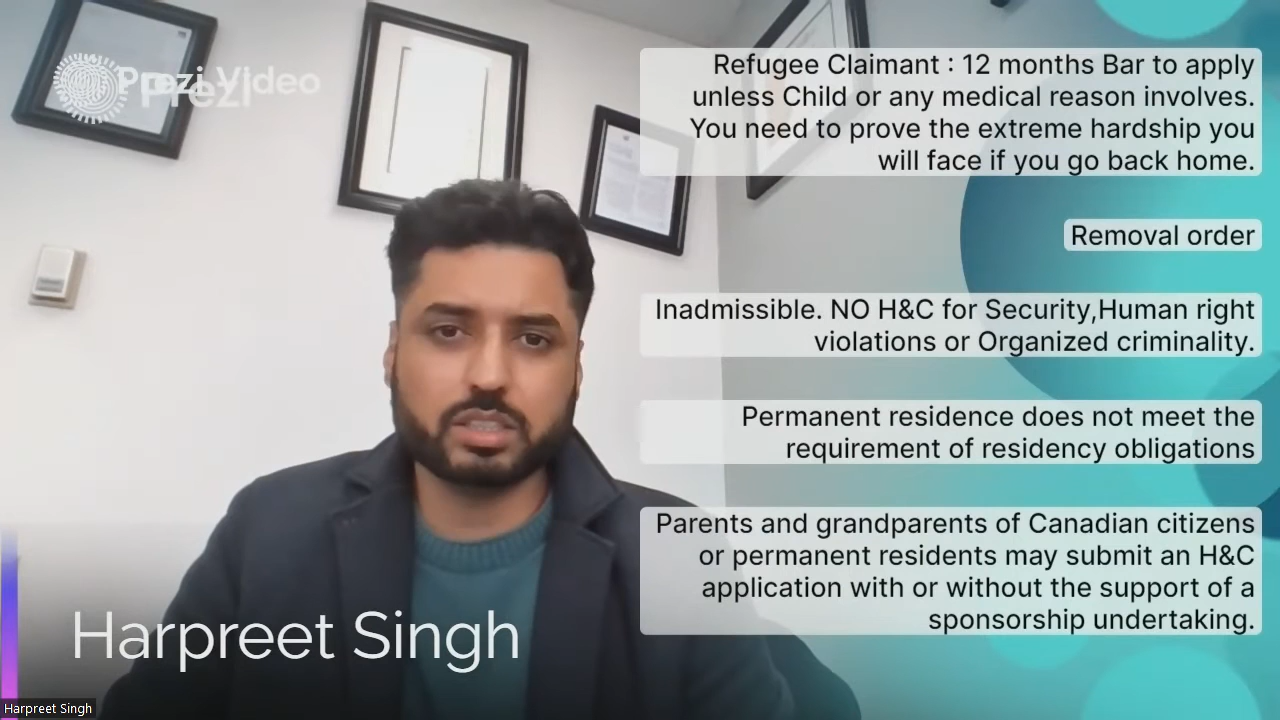 Prezi Video
Prezi
Refugee Claimant : 12 months Bar to apply
unless Child or any medical reason involves.
You need to prove the extreme hardship you
will face if you go back home.
Removal order
Inadmissible. NO H&C for Security,Human right
violations or Organized criminality.
Permanent residence does not meet the
requirement of residency obligations
Parents and grandparents of Canadian citizens
or permanent residents may submit an H&C
application with or without the support of a
sponsorship undertaking.
Harpreet Singh
Harpreet Singh